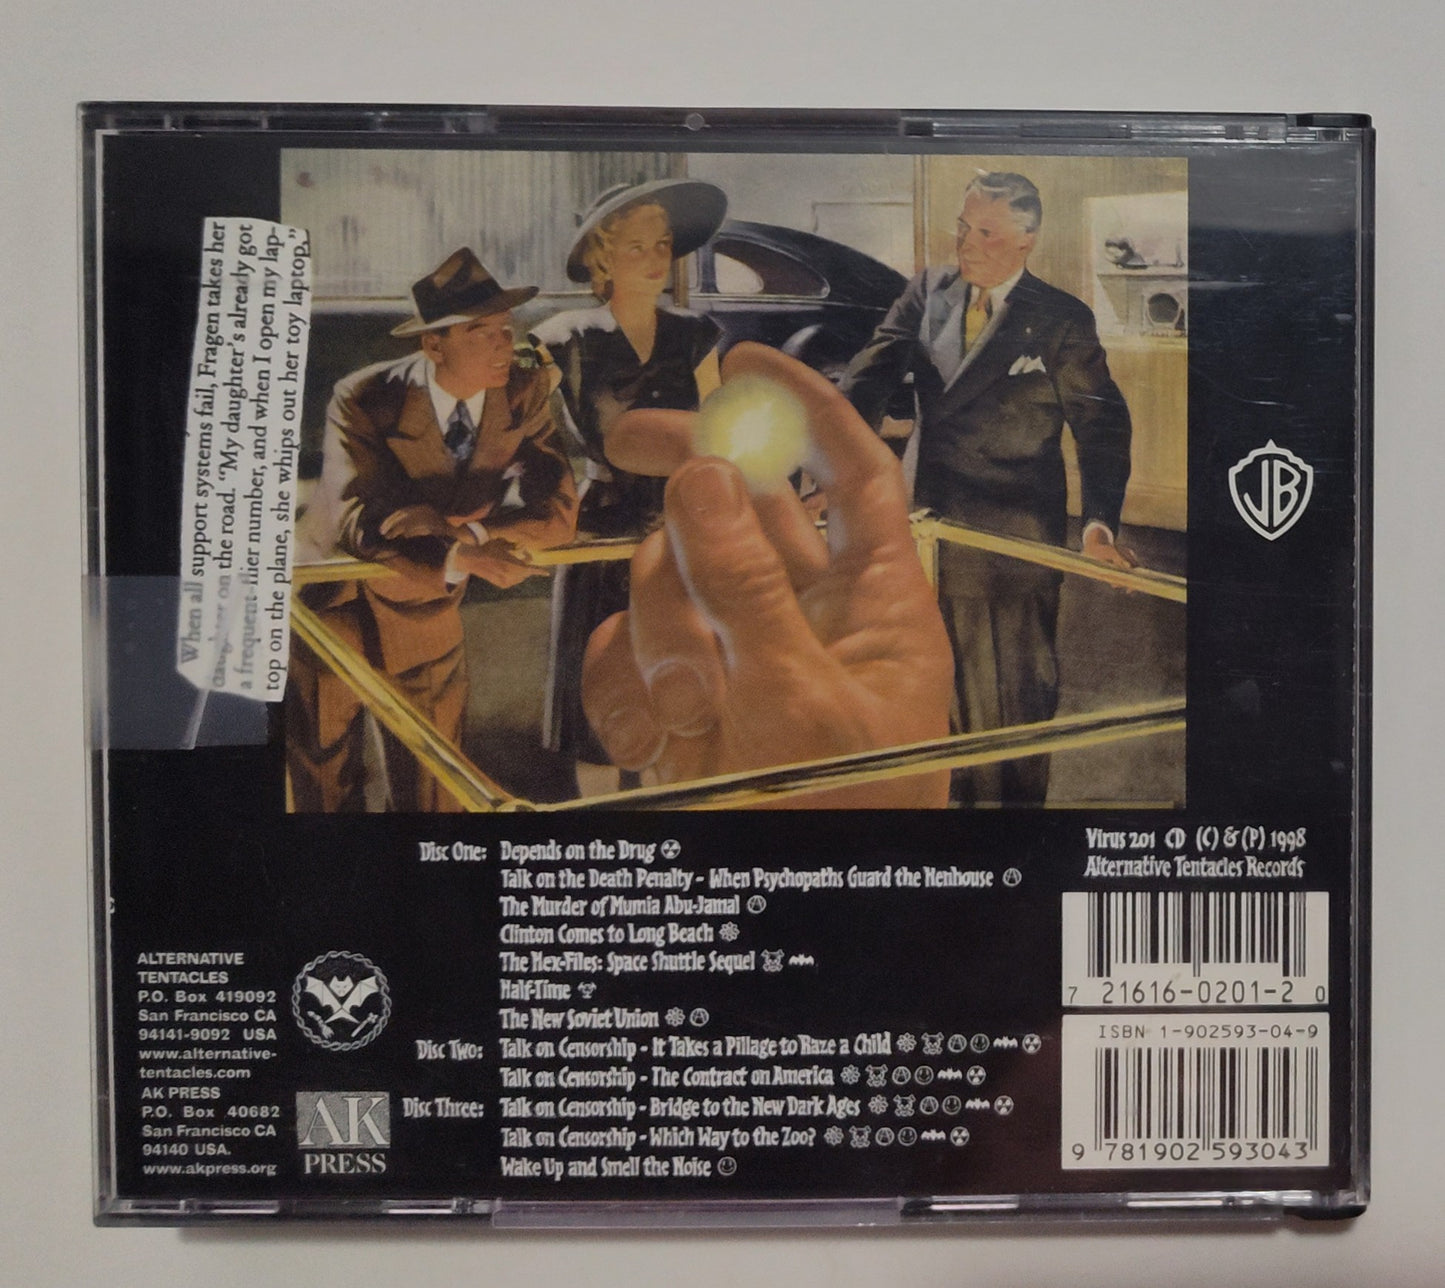 When all support systems fail, Fragen takes her
daughter on the road. "My daughter's already got
a frequent-flier number, and when I open my lap-
top on the plane, she whips out her toy laptop."
JB
Disc One: Depends on the Drug
Talk on the Death Penalty - When Psychopaths Guard the Henhouse
The Murder of Mumia Abu-Jamal
Clinton Comes to Long Beach
The Hex-Files: Space Shuttle Sequel
Half-Time
The New Soviet Union
Disc Two: Talk on Censorship - It Takes a Pillage to Raze a Child
Talk on Censorship - The Contract on America
Disc Three: Talk on Censorship - Bridge to the New Dark Ages
Talk on Censorship - Which Way to the Zoo?
Wake Up and Smell the Noise
Virus 201 CD (C) & (P) 1998
Alternative Tentacles Records
7 21616-0201-2 0
ISBN 1-902593-04-9
9 781902 593043
ALTERNATIVE
TENTACLES
P.O. Box 419092
San Francisco CA
94141-9092 USA
www.alternative-
tentacles.com
AK PRESS
P.O. Box 40682
San Francisco CA
94140 USA.
www.akpress.org
AK
PRESS